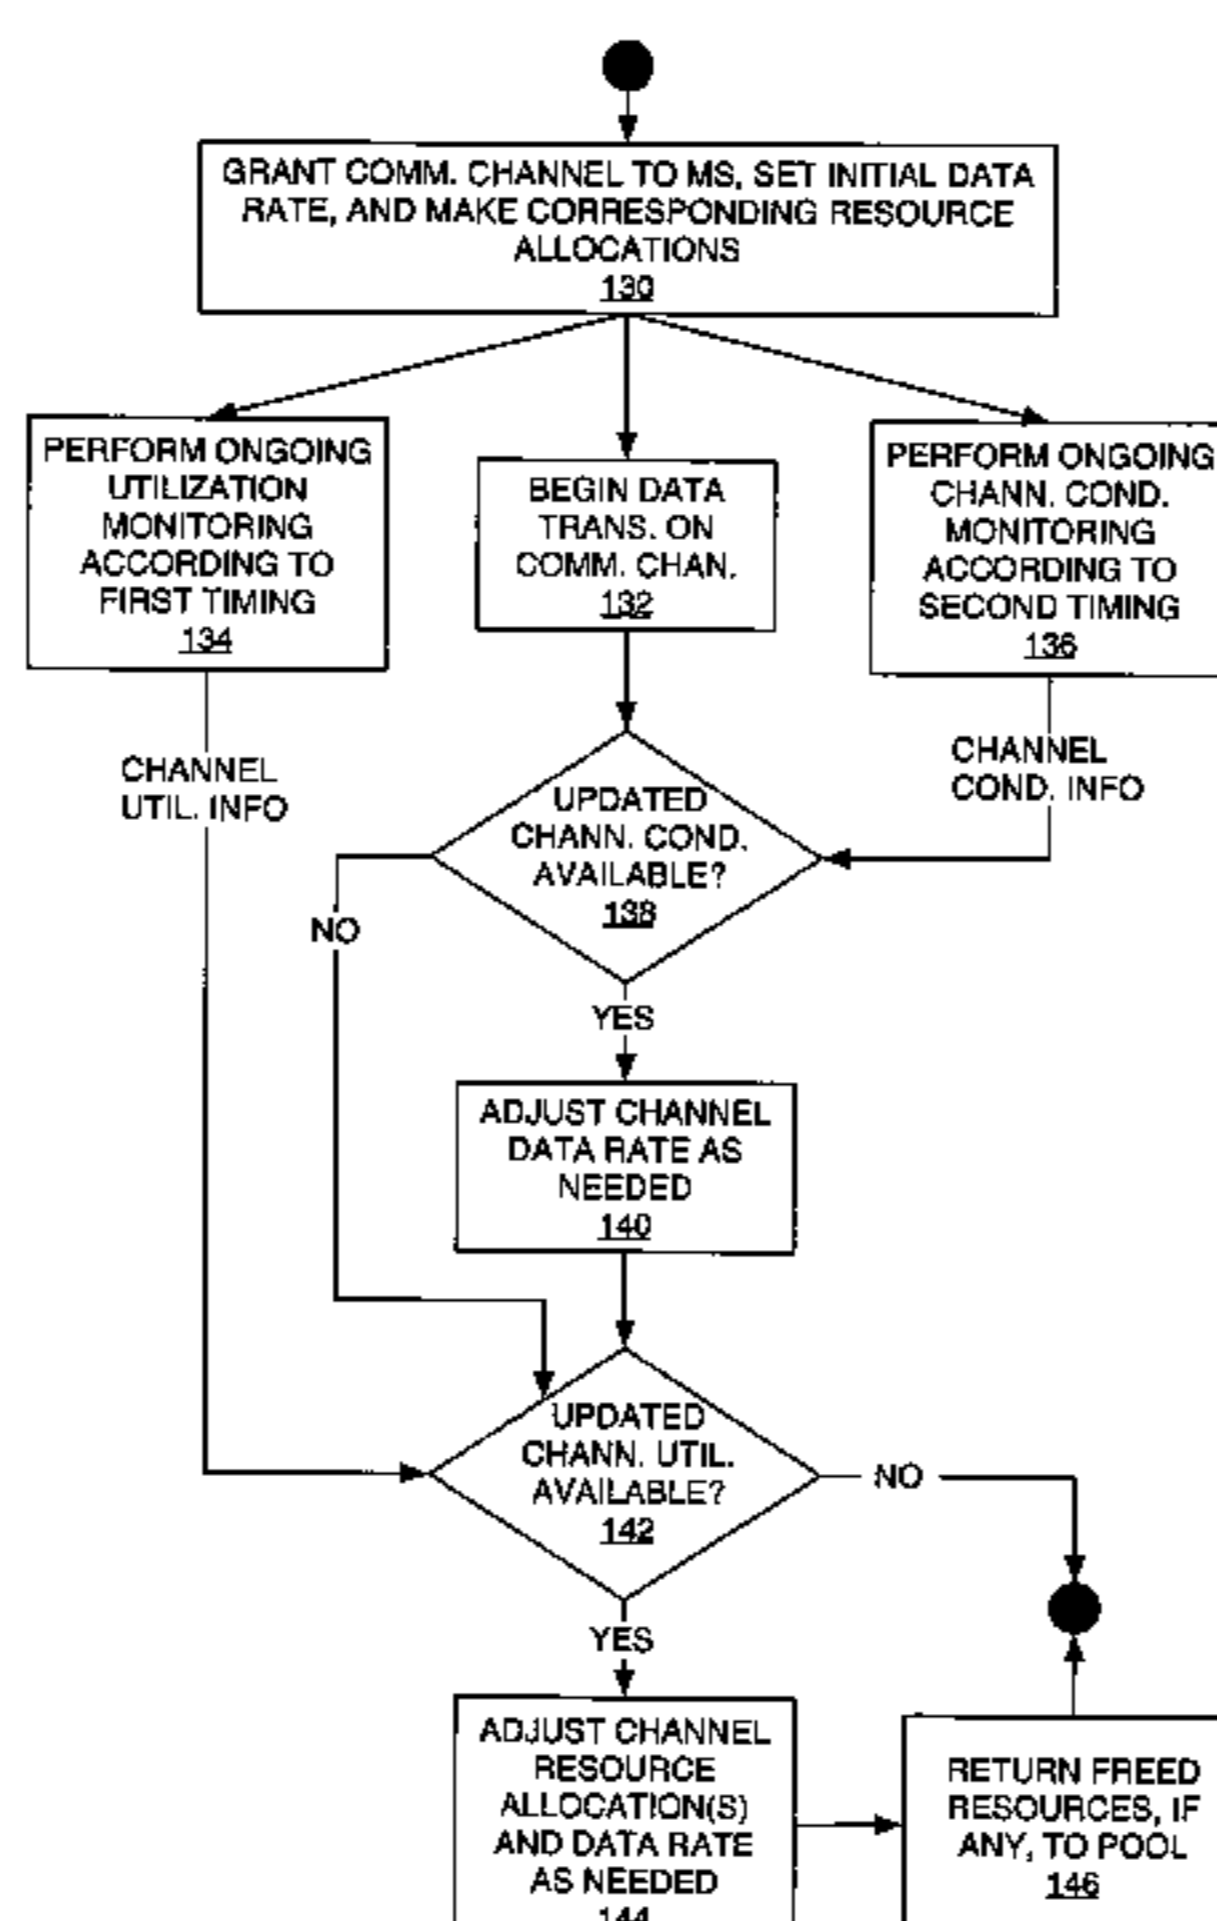 GRANT COMM. CHANNEL TO MS, SET INITIAL DATA
RATE, AND MAKE CORRESPONDING RESOURCE
ALLOCATIONS
130
PERFORM ONGOING
UTILIZATION
MONITORING
ACCORDING TO
FIRST TIMING
134
BEGIN DATA
TRANS. ON
COMM. CHAN.
132
PERFORM ONGOING
CHANN. COND.
MONITORING
ACCORDING TO
SECOND TIMING
136
CHANNEL
UTIL. INFO
CHANNEL
COND. INFO
UPDATED
CHANN. COND.
AVAILABLE?
138
NO
YES
ADJUST CHANNEL
DATA RATE AS
NEEDED
140
UPDATED
CHANN. UTIL.
AVAILABLE?
142
NO
YES
ADJUST CHANNEL
RESOURCE
ALLOCATION(S)
AND DATA RATE
AS NEEDED
144
RETURN FREED
RESOURCES, IF
ANY, TO POOL
146